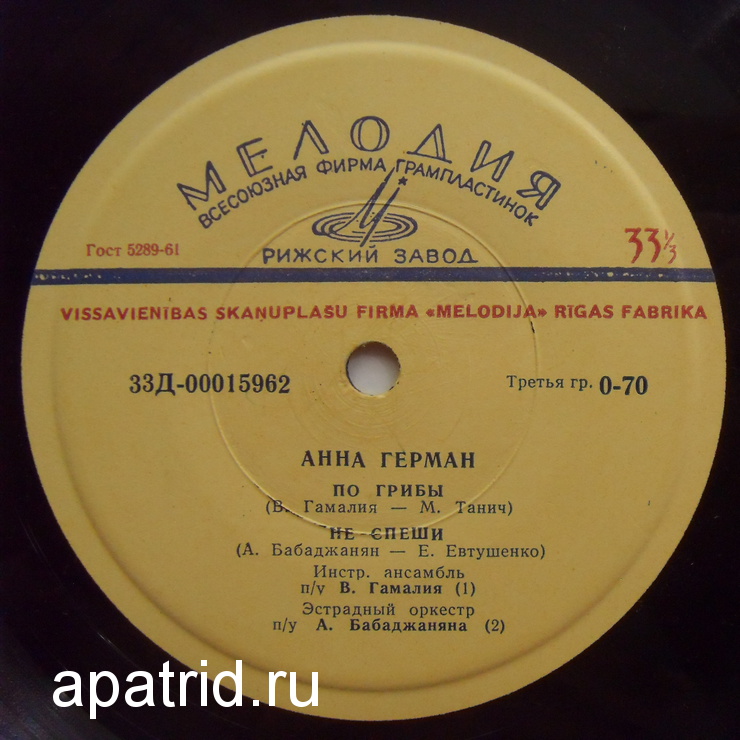 МЕЛОДИЯ
ВСЕСОЮЗНАЯ ФИРМА ГРАМПЛАСТИНОК
РИЖСКИЙ ЗАВОД
Гост 5289-61
33⅓
VISSAVIENĪBAS SKAŅUPLAŠU FIRMA «MELODIJA» RĪGAS FABRIKA
33Д-00015962
Третья гр. 0-70
АННА ГЕРМАН
ПО ГРИБЫ
(В. Гамалия — М. Танич)
НЕ СПЕШИ
(А. Бабаджанян — Е. Евтушенко)
Инстр. ансамбль
п/у В. Гамалия (1)
Эстрадный оркестр
п/у А. Бабаджаняна (2)
apatrid.ru